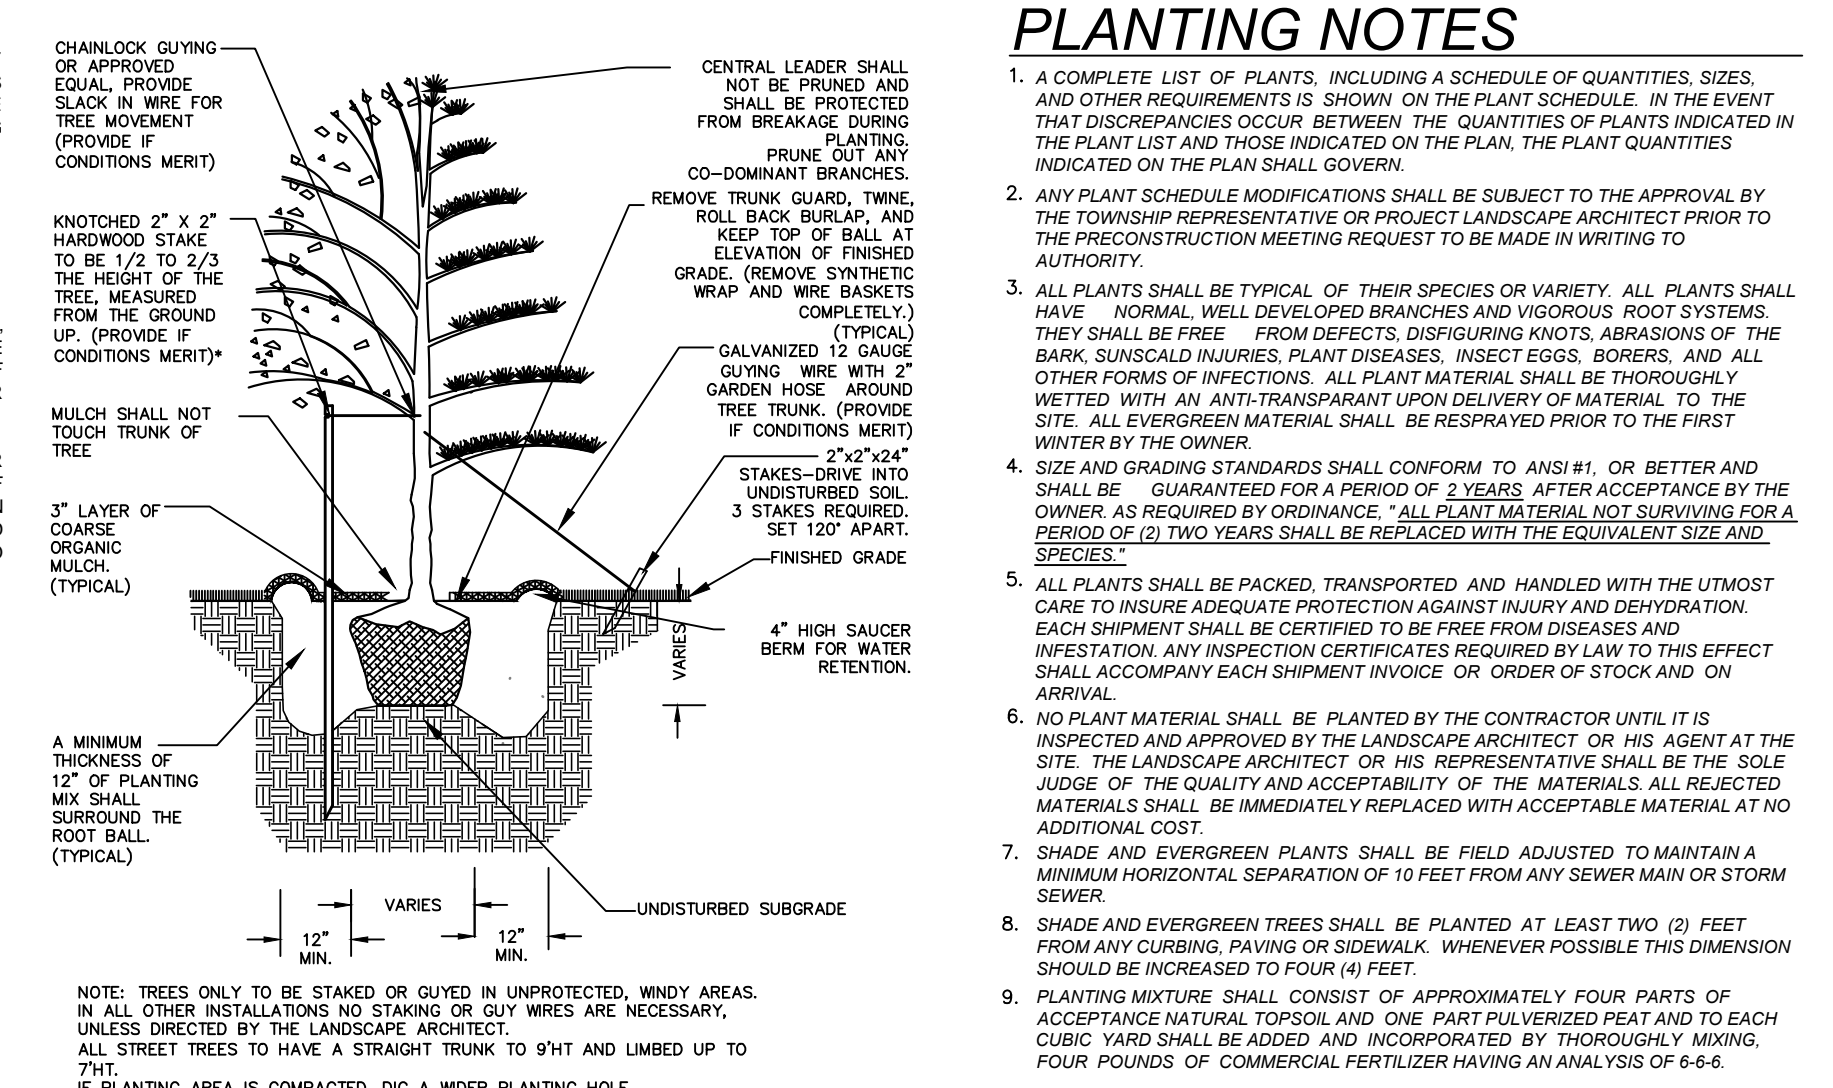 CHAINLOCK GUYING
OR APPROVED
EQUAL, PROVIDE
SLACK IN WIRE FOR
TREE MOVEMENT
(PROVIDE IF
CONDITIONS MERIT)
KNOTCHED 2" X 2"
HARDWOOD STAKE
TO BE 1/2 TO 2/3
THE HEIGHT OF THE
TREE, MEASURED
FROM THE GROUND
UP. (PROVIDE IF
CONDITIONS MERIT)*
MULCH SHALL NOT
TOUCH TRUNK OF
TREE
3" LAYER OF
COARSE
ORGANIC
MULCH.
(TYPICAL)
A MINIMUM
THICKNESS OF
12" OF PLANTING
MIX SHALL
SURROUND THE
ROOT BALL.
(TYPICAL)
CENTRAL LEADER SHALL
NOT BE PRUNED AND
SHALL BE PROTECTED
FROM BREAKAGE DURING
PLANTING.
PRUNE OUT ANY
CO-DOMINANT BRANCHES.
REMOVE TRUNK GUARD, TWINE,
ROLL BACK BURLAP, AND
KEEP TOP OF BALL AT
ELEVATION OF FINISHED
GRADE. (REMOVE SYNTHETIC
WRAP AND WIRE BASKETS
COMPLETELY.)
(TYPICAL)
GALVANIZED 12 GAUGE
GUYING WIRE WITH 2"
GARDEN HOSE AROUND
TREE TRUNK. (PROVIDE
IF CONDITIONS MERIT)
2"x2"x24"
STAKES-DRIVE INTO
UNDISTURBED SOIL.
3 STAKES REQUIRED.
SET 120° APART.
FINISHED GRADE
4" HIGH SAUCER
BERM FOR WATER
RETENTION.
VARIES
UNDISTURBED SUBGRADE
VARIES
12"
MIN.
12"
MIN.
NOTE: TREES ONLY TO BE STAKED OR GUYED IN UNPROTECTED, WINDY AREAS.
IN ALL OTHER INSTALLATIONS NO STAKING OR GUY WIRES ARE NECESSARY,
UNLESS DIRECTED BY THE LANDSCAPE ARCHITECT.
ALL STREET TREES TO HAVE A STRAIGHT TRUNK TO 9'HT AND LIMBED UP TO
7'HT.
IF PLANTING AREA IS COMPACTED, DIG A WIDER PLANTING HOLE
PLANTING NOTES
1. A COMPLETE LIST OF PLANTS, INCLUDING A SCHEDULE OF QUANTITIES, SIZES,
AND OTHER REQUIREMENTS IS SHOWN ON THE PLANT SCHEDULE. IN THE EVENT
THAT DISCREPANCIES OCCUR BETWEEN THE QUANTITIES OF PLANTS INDICATED IN
THE PLANT LIST AND THOSE INDICATED ON THE PLAN, THE PLANT QUANTITIES
INDICATED ON THE PLAN SHALL GOVERN.
2. ANY PLANT SCHEDULE MODIFICATIONS SHALL BE SUBJECT TO THE APPROVAL BY
THE TOWNSHIP REPRESENTATIVE OR PROJECT LANDSCAPE ARCHITECT PRIOR TO
THE PRECONSTRUCTION MEETING REQUEST TO BE MADE IN WRITING TO
AUTHORITY.
3. ALL PLANTS SHALL BE TYPICAL OF THEIR SPECIES OR VARIETY. ALL PLANTS SHALL
HAVE NORMAL, WELL DEVELOPED BRANCHES AND VIGOROUS ROOT SYSTEMS.
THEY SHALL BE FREE FROM DEFECTS, DISFIGURING KNOTS, ABRASIONS OF THE
BARK, SUNSCALD INJURIES, PLANT DISEASES, INSECT EGGS, BORERS, AND ALL
OTHER FORMS OF INFECTIONS. ALL PLANT MATERIAL SHALL BE THOROUGHLY
WETTED WITH AN ANTI-TRANSPARANT UPON DELIVERY OF MATERIAL TO THE
SITE. ALL EVERGREEN MATERIAL SHALL BE RESPRAYED PRIOR TO THE FIRST
WINTER BY THE OWNER.
4. SIZE AND GRADING STANDARDS SHALL CONFORM TO ANSI #1, OR BETTER AND
SHALL BE GUARANTEED FOR A PERIOD OF 2 YEARS AFTER ACCEPTANCE BY THE
OWNER. AS REQUIRED BY ORDINANCE, "ALL PLANT MATERIAL NOT SURVIVING FOR A
PERIOD OF (2) TWO YEARS SHALL BE REPLACED WITH THE EQUIVALENT SIZE AND
SPECIES."
5. ALL PLANTS SHALL BE PACKED, TRANSPORTED AND HANDLED WITH THE UTMOST
CARE TO INSURE ADEQUATE PROTECTION AGAINST INJURY AND DEHYDRATION.
EACH SHIPMENT SHALL BE CERTIFIED TO BE FREE FROM DISEASES AND
INFESTATION. ANY INSPECTION CERTIFICATES REQUIRED BY LAW TO THIS EFFECT
SHALL ACCOMPANY EACH SHIPMENT INVOICE OR ORDER OF STOCK AND ON
ARRIVAL.
6. NO PLANT MATERIAL SHALL BE PLANTED BY THE CONTRACTOR UNTIL IT IS
INSPECTED AND APPROVED BY THE LANDSCAPE ARCHITECT OR HIS AGENT AT THE
SITE. THE LANDSCAPE ARCHITECT OR HIS REPRESENTATIVE SHALL BE THE SOLE
JUDGE OF THE QUALITY AND ACCEPTABILITY OF THE MATERIALS. ALL REJECTED
MATERIALS SHALL BE IMMEDIATELY REPLACED WITH ACCEPTABLE MATERIAL AT NO
ADDITIONAL COST.
7. SHADE AND EVERGREEN PLANTS SHALL BE FIELD ADJUSTED TO MAINTAIN A
MINIMUM HORIZONTAL SEPARATION OF 10 FEET FROM ANY SEWER MAIN OR STORM
SEWER.
8. SHADE AND EVERGREEN TREES SHALL BE PLANTED AT LEAST TWO (2) FEET
FROM ANY CURBING, PAVING OR SIDEWALK. WHENEVER POSSIBLE THIS DIMENSION
SHOULD BE INCREASED TO FOUR (4) FEET.
9. PLANTING MIXTURE SHALL CONSIST OF APPROXIMATELY FOUR PARTS OF
ACCEPTANCE NATURAL TOPSOIL AND ONE PART PULVERIZED PEAT AND TO EACH
CUBIC YARD SHALL BE ADDED AND INCORPORATED BY THOROUGHLY MIXING,
FOUR POUNDS OF COMMERCIAL FERTILIZER HAVING AN ANALYSIS OF 6-6-6.